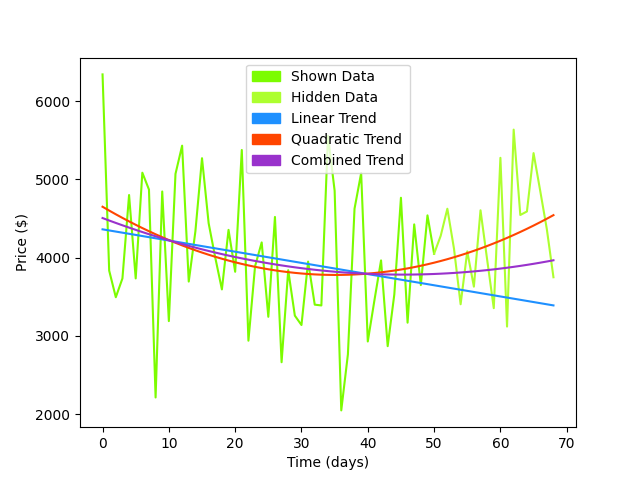 Shown Data
Hidden Data
Linear Trend
Quadratic Trend
Combined Trend
6000
5000
4000
3000
2000
Price ($)
0 10 20 30 40 50 60 70
Time (days)